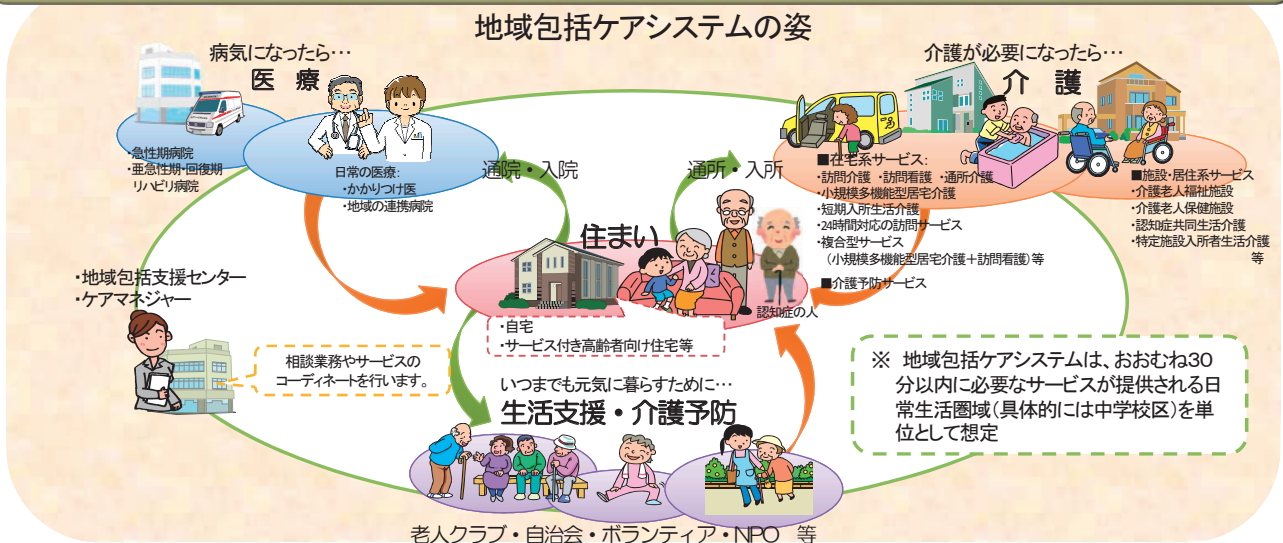 地域包括ケアシステムの姿
病気になったら…
医 療
・急性期病院
・亜急性期・回復期
リハビリ病院
日常の医療：
・かかりつけ医
・地域の連携病院
通院・入院
通所・入所
介護が必要になったら…
介 護
■在宅系サービス：
・訪問介護 ・訪問看護 ・通所介護
・小規模多機能型居宅介護
・短期入所生活介護
・24時間対応の訪問サービス
・複合型サービス
（小規模多機能型居宅介護＋訪問看護）等
■介護予防サービス
■施設・居住系サービス
・介護老人福祉施設
・介護老人保健施設
・認知症共同生活介護
・特定施設入所者生活介護
等
住まい
認知症の人
・自宅
・サービス付き高齢者向け住宅等
・地域包括支援センター
・ケアマネジャー
相談業務やサービスの
コーディネートを行います。
いつまでも元気に暮らすために…
生活支援・介護予防
老人クラブ・自治会・ボランティア・NPO 等
※ 地域包括ケアシステムは、おおむね30
分以内に必要なサービスが提供される日
常生活圏域（具体的には中学校区）を単
位として想定